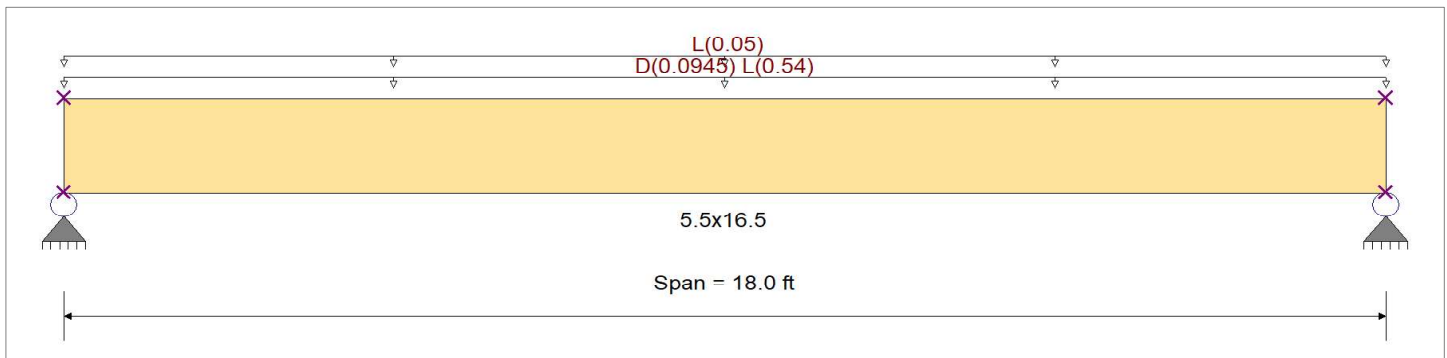 L(0.05)
D(0.0945) L(0.54)
5.5x16.5
Span = 18.0 ft